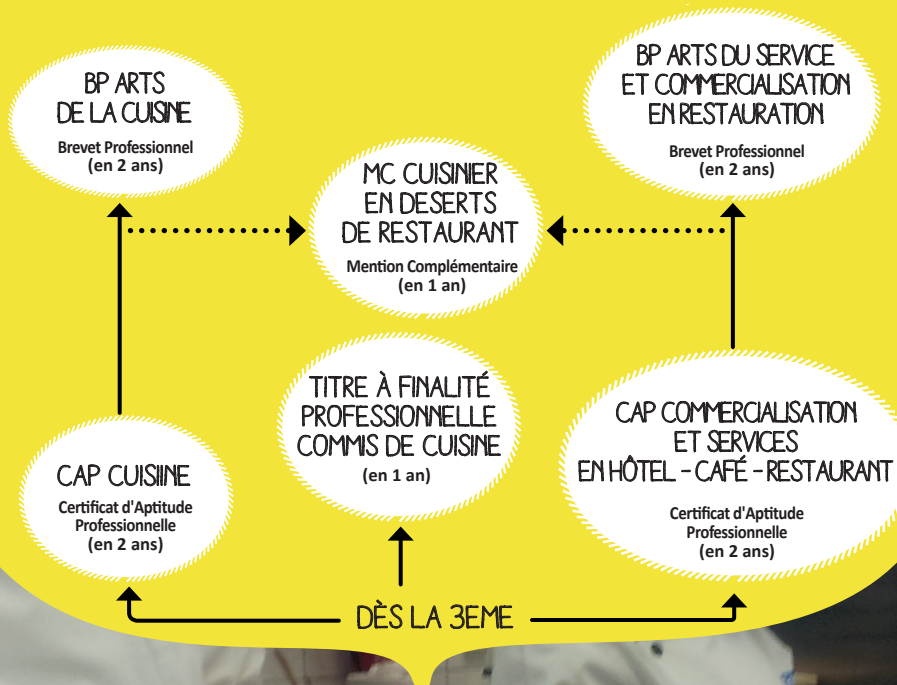 BP ARTS
DE LA CUISINE
Brevet Professionnel
(en 2 ans)
BP ARTS DU SERVICE
ET COMMERCIALISATION
EN RESTAURATION
Brevet Professionnel
(en 2 ans)
MC CUISINIER
EN DESERTS
DE RESTAURANT
Mention Complémentaire
(en 1 an)
TITRE À FINALITÉ
PROFESSIONNELLE
COMMIS DE CUISINE
(en 1 an)
CAP CUISIINE
Certificat d'Aptitude
Professionnelle
(en 2 ans)
CAP COMMERCIALISATION
ET SERVICES
EN HÔTEL - CAFÉ - RESTAURANT
Certificat d'Aptitude
Professionnelle
(en 2 ans)
DÈS LA 3EME